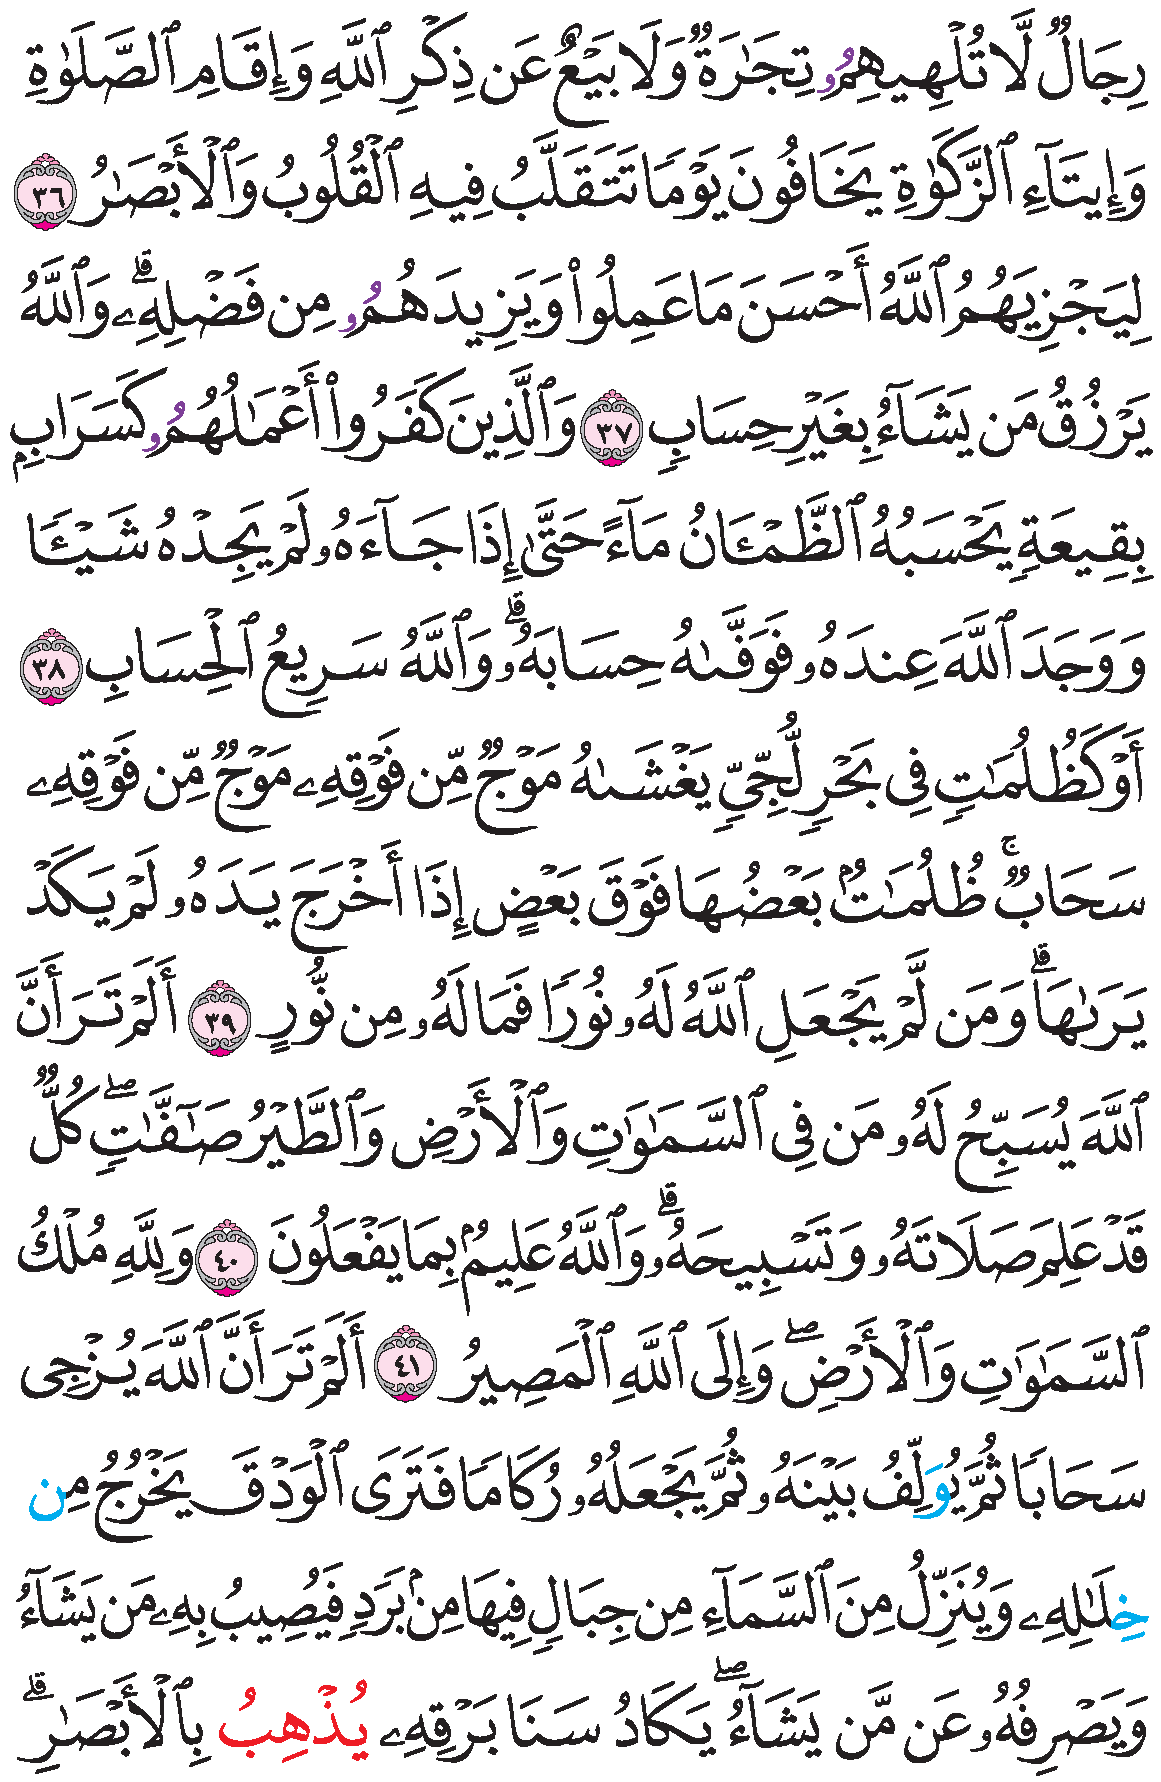 رِجَالٞ لَّا تُلۡهِيهِمُۥ تِجَٰرَةٞ وَلَا بَيۡعٌ عَن ذِكۡرِ ٱللَّهِ وَإِقَامِ ٱلصَّلَوٰةِ
وَإِيتَآءِ ٱلزَّكَوٰةِ يَخَافُونَ يَوۡمٗا تَتَقَلَّبُ فِيهِ ٱلۡقُلُوبُ وَٱلۡأَبۡصَٰرُ ٣٦
لِيَجۡزِيَهُمُ ٱللَّهُ أَحۡسَنَ مَا عَمِلُواْ وَيَزِيدَهُمُۥ مِن فَضۡلِهِۦۗ وَٱللَّهُ
يَرۡزُقُ مَن يَشَآءُ بِغَيۡرِ حِسَابٖ ٣٧ وَٱلَّذِينَ كَفَرُوٓاْ أَعۡمَٰلُهُمُۥ كَسَرَابِۭ
بِقِيعَةٖ يَحۡسَبُهُ ٱلظَّمۡـَٔانُ مَآءً حَتَّىٰٓ إِذَا جَآءَهُۥ لَمۡ يَجِدۡهُ شَيۡـٔٗا
وَوَجَدَ ٱللَّهَ عِندَهُۥ فَوَفَّىٰهُ حِسَابَهُۥۗ وَٱللَّهُ سَرِيعُ ٱلۡحِسَابِ ٣٨
أَوۡ كَظُلُمَٰتٖ فِي بَحۡرٖ لُّجِّيّٖ يَغۡشَىٰهُ مَوۡجٞ مِّن فَوۡقِهِۦ مَوۡجٞ مِّن فَوۡقِهِۦ
سَحَابٞۚ ظُلُمَٰتُۢ بَعۡضُهَا فَوۡقَ بَعۡضٍ إِذَآ أَخۡرَجَ يَدَهُۥ لَمۡ يَكَدۡ
يَرَىٰهَاۗ وَمَن لَّمۡ يَجۡعَلِ ٱللَّهُ لَهُۥ نُورٗا فَمَا لَهُۥ مِن نُّورٍ ٣٩ أَلَمۡ تَرَ أَنَّ
ٱللَّهَ يُسَبِّحُ لَهُۥ مَن فِي ٱلسَّمَٰوَٰتِ وَٱلۡأَرۡضِ وَٱلطَّيۡرُ صَٰٓفَّٰتٖۖ كُلّٞ
قَدۡ عَلِمَ صَلَاتَهُۥ وَتَسۡبِيحَهُۥۗ وَٱللَّهُ عَلِيمُۢ بِمَا يَفۡعَلُونَ ٤٠ وَلِلَّهِ مُلۡكُ
ٱلسَّمَٰوَٰتِ وَٱلۡأَرۡضِۖ وَإِلَى ٱللَّهِ ٱلۡمَصِيرُ ٤١ أَلَمۡ تَرَ أَنَّ ٱللَّهَ يُزۡجِي
سَحَابٗا ثُمَّ يُوَلِّفُ بَيۡنَهُۥ ثُمَّ يَجۡعَلُهُۥ رُكَامٗا فَتَرَى ٱلۡوَدۡقَ يَخۡرُجُ مِن
خِلَٰلِهِۦ وَيُنَزِّلُ مِنَ ٱلسَّمَآءِ مِن جِبَالٖ فِيهَا مِنۢ بَرَدٖ فَيُصِيبُ بِهِۦ مَن يَشَآءُ
وَيَصۡرِفُهُۥ عَن مَّن يَشَآءُۖ يَكَادُ سَنَا بَرۡقِهِۦ يُذۡهِبُ بِٱلۡأَبۡصَٰرِۗ